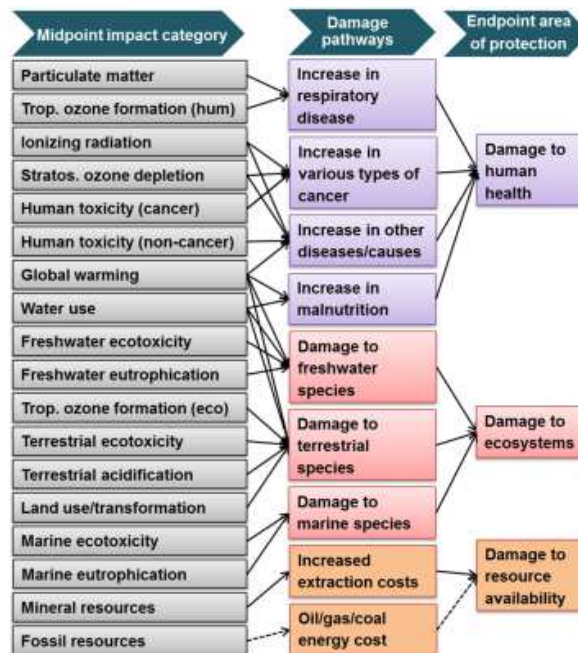 Midpoint impact category
Damage
pathways
Endpoint area
of protection
Particulate matter
Trop. ozone formation (hum)
Ionizing radiation
Stratos. ozone depletion
Human toxicity (cancer)
Human toxicity (non-cancer)
Global warming
Water use
Freshwater ecotoxicity
Freshwater eutrophication
Trop. ozone formation (eco)
Terrestrial ecotoxicity
Terrestrial acidification
Land use/transformation
Marine ecotoxicity
Marine eutrophication
Mineral resources
Fossil resources
Increase in
respiratory
disease
Increase in
various types of
cancer
Increase in other
diseases/causes
Increase in
malnutrition
Damage to
freshwater
species
Damage to
terrestrial
species
Damage to
marine species
Increased
extraction costs
Oil/gas/coal
energy cost
Damage to
human
health
Damage to
ecosystems
Damage to
resource
availability